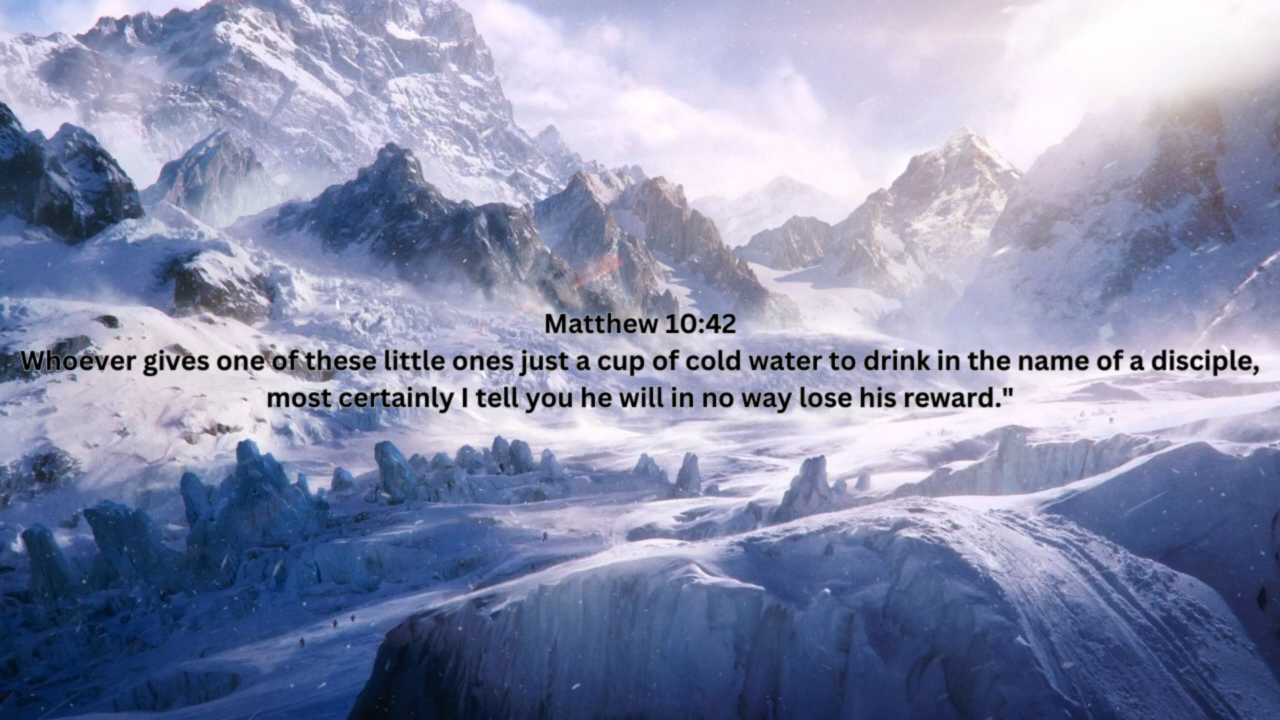 Matthew 10:42
Whoever gives one of these little ones just a cup of cold water to drink in the name of a disciple,
most certainly I tell you he will in no way lose his reward."